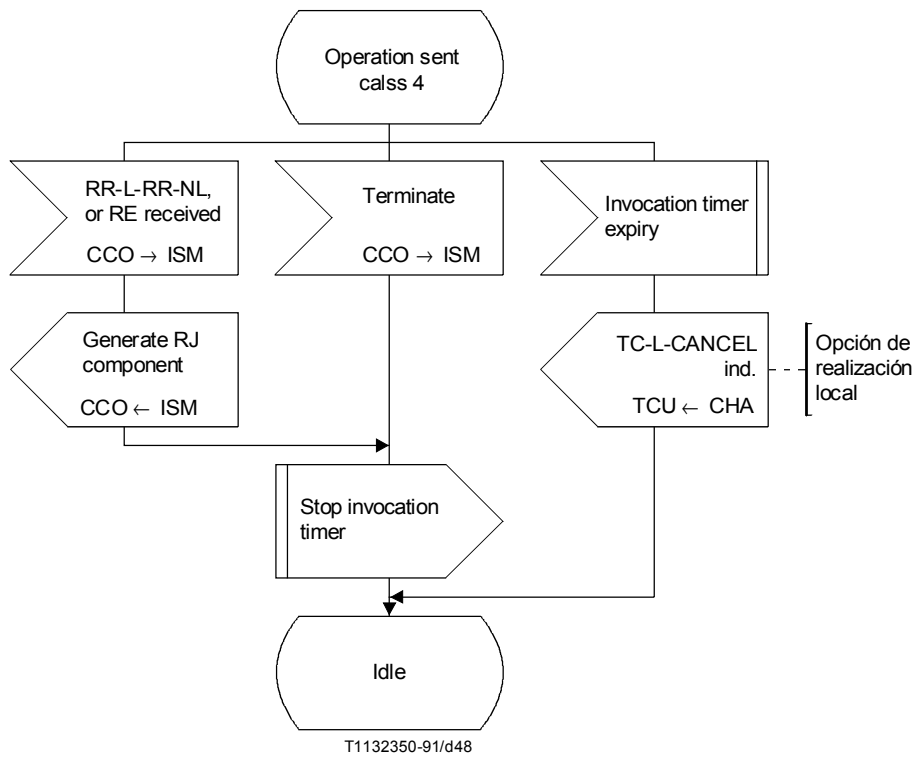 Operation sent
calss 4
RR-L-RR-NL,
or RE received
CCO → ISM
Terminate
CCO → ISM
Invocation timer
expiry
Generate RJ
component
CCO ← ISM
TC-L-CANCEL
ind.
TCU ← CHA
Opción de
realización
local
Stop invocation
timer
Idle
T1132350-91/d48